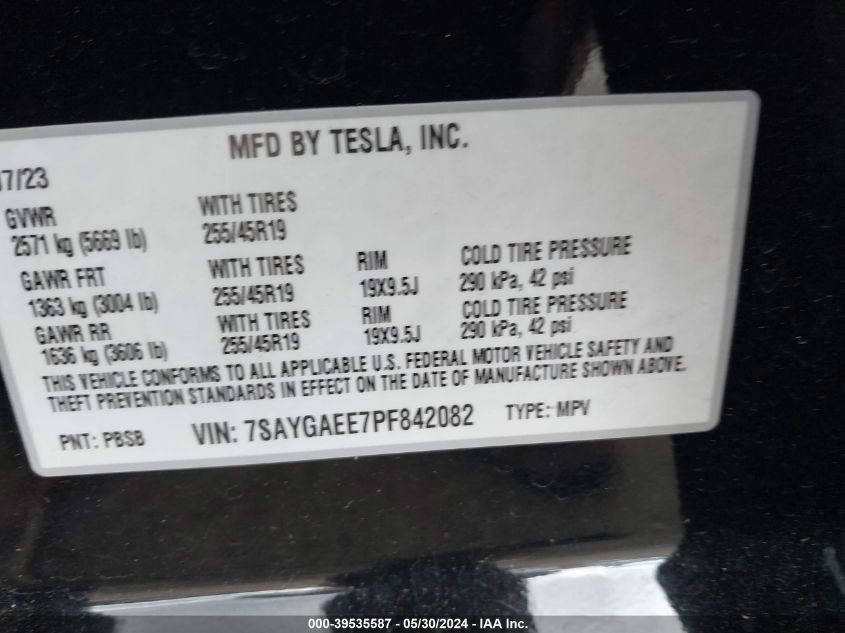 MFD BY TESLA, INC.
07/23
GVWR
2571 kg (5669 lb)
WITH TIRES
255/45R19
GAWR FRT
1363 kg (3004 lb)
WITH TIRES
255/45R19
RIM
19X9.5J
COLD TIRE PRESSURE
290 kPa, 42 psi
GAWR RR
1636 kg (3606 lb)
WITH TIRES
255/45R19
RIM
19X9.5J
COLD TIRE PRESSURE
290 kPa, 42 psi
THIS VEHICLE CONFORMS TO ALL APPLICABLE U.S. FEDERAL MOTOR VEHICLE SAFETY AND
THEFT PREVENTION STANDARDS IN EFFECT ON THE DATE OF MANUFACTURE SHOWN ABOVE.
PNT: PBSB
VIN: 7SAYGAEE7PF842082
TYPE: MPV
000-39535587 - 05/30/2024 - IAA Inc.